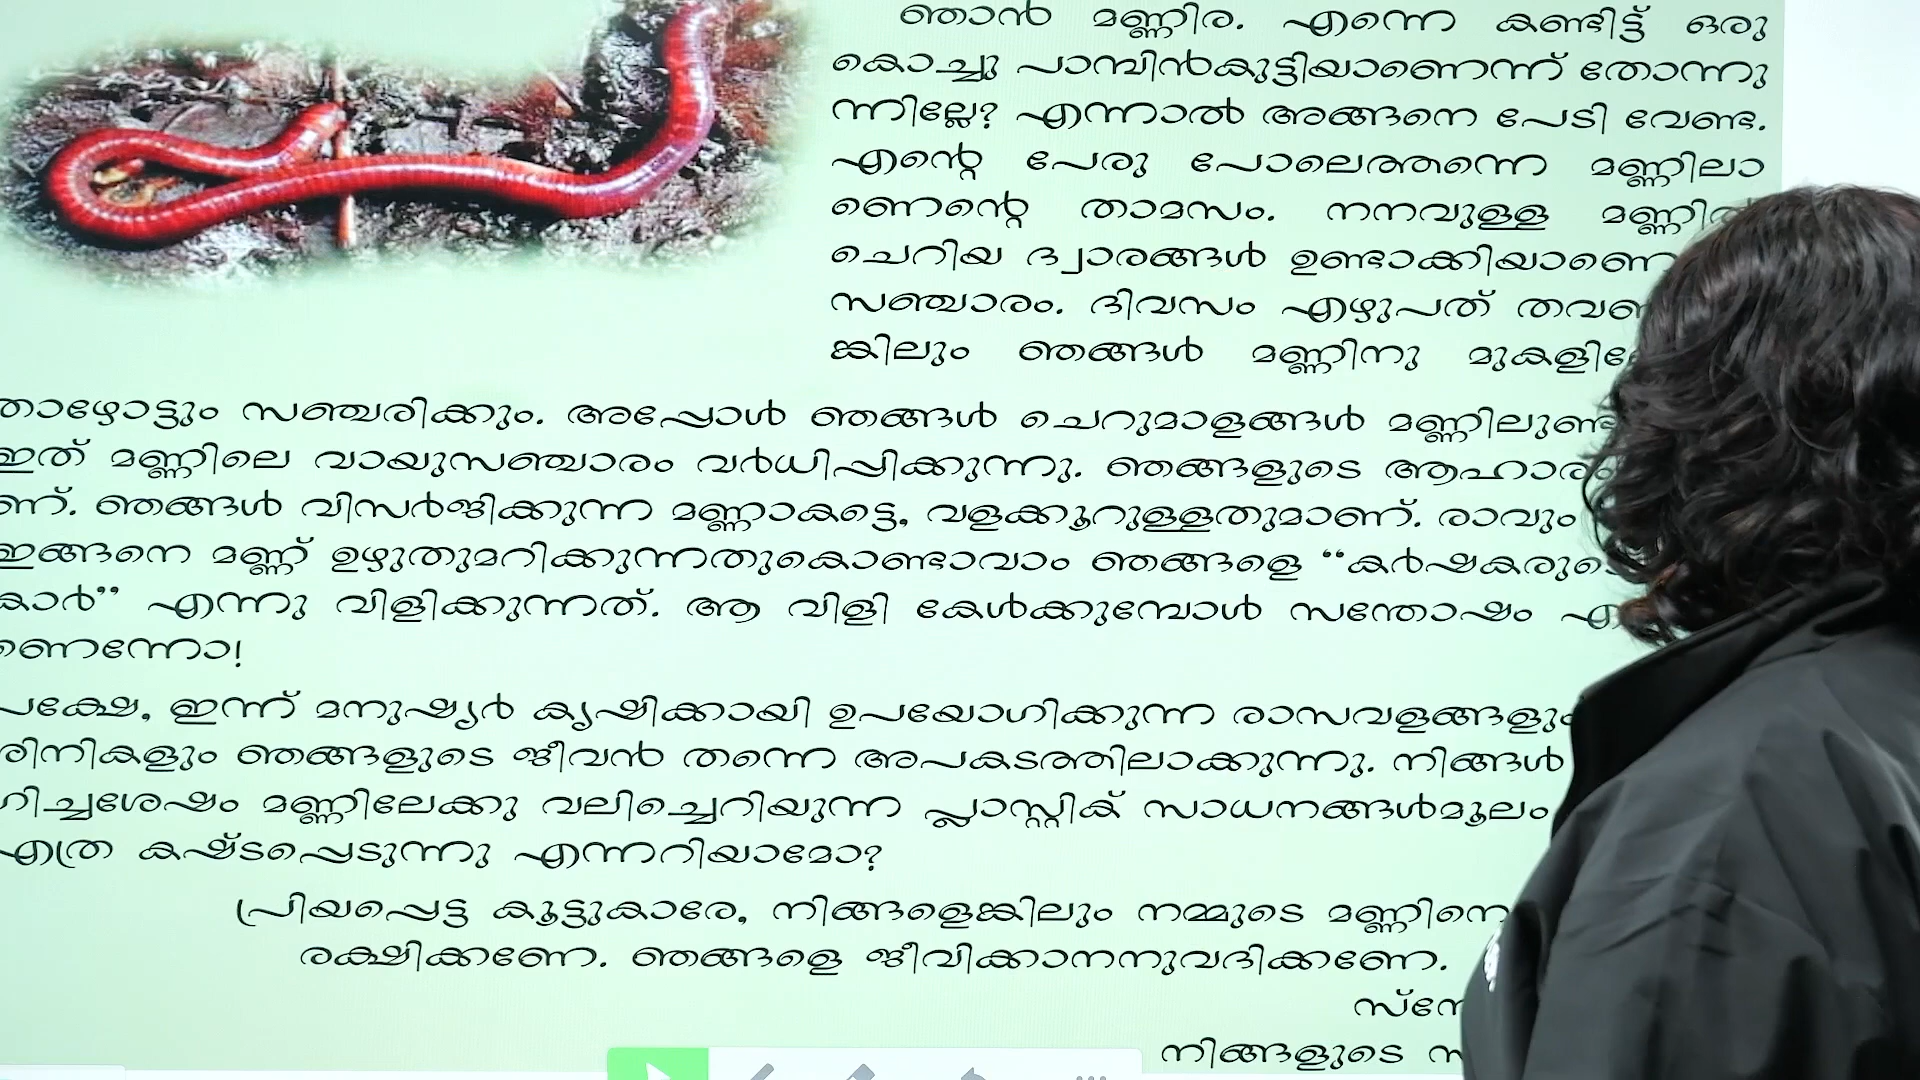 ഞാൻ മണ്ണിര. എന്നെ കണ്ടിട്ട് ഒരു
കൊച്ചു പാമ്പിൻകുട്ടിയാണെന്ന് തോന്നു
ന്നില്ലേ? എന്നാൽ അങ്ങനെ പേടി വേണ്ട.
എന്റെ പേരു പോലെത്തന്നെ മണ്ണിലാ
ണെന്റെ താമസം. നനവുള്ള മണ്ണിൽ
ചെറിയ ദ്വാരങ്ങൾ ഉണ്ടാക്കിയാണെ
സഞ്ചാരം. ദിവസം എഴുപത് തവണ
ങ്കിലും ഞങ്ങൾ മണ്ണിനു
താഴോട്ടും സഞ്ചരിക്കും. അപ്പോൾ ഞങ്ങൾ ചെറുമാളങ്ങൾ മണ്ണിലുണ്ട
ഇത് മണ്ണിലെ വായുസഞ്ചാരം വർധിപ്പിക്കുന്നു. ഞങ്ങളുടെ ആഹാരം
ണ്. ഞങ്ങൾ വിസർജിക്കുന്ന മണ്ണാകട്ടെ, വളക്കൂറുള്ളതുമാണ്. രാവും
ഇങ്ങനെ മണ്ണ് ഉഴുതുമറിക്കുന്നതുകൊണ്ടാവാം ഞങ്ങളെ “കർഷകരുടെ
കാർ” എന്നു വിളിക്കുന്നത്. ആ വിളി കേൾക്കുമ്പോൾ സന്തോഷം എ
ണെന്നോ!
പക്ഷേ, ഇന്ന് മനുഷ്യർ കൃഷിക്കായി ഉപയോഗിക്കുന്ന രാസവളങ്ങളും
ശിനികളും ഞങ്ങളുടെ ജീവൻ തന്നെ അപകടത്തിലാക്കുന്നു. നിങ്ങൾ
ഗിച്ചശേഷം മണ്ണിലേക്കു വലിച്ചെറിയുന്ന പ്ലാസ്റ്റിക് സാധനങ്ങൾമൂലം
എത്ര കഷ്ടപ്പെടുന്നു എന്നറിയാമോ?
പ്രിയപ്പെട്ട കൂട്ടുകാരേ, നിങ്ങളെങ്കിലും നമ്മുടെ മണ്ണിനെ
രക്ഷിക്കണേ. ഞങ്ങളെ ജീവിക്കാനനുവദിക്കണേ.
സ്നേ
നിങ്ങളുടെ